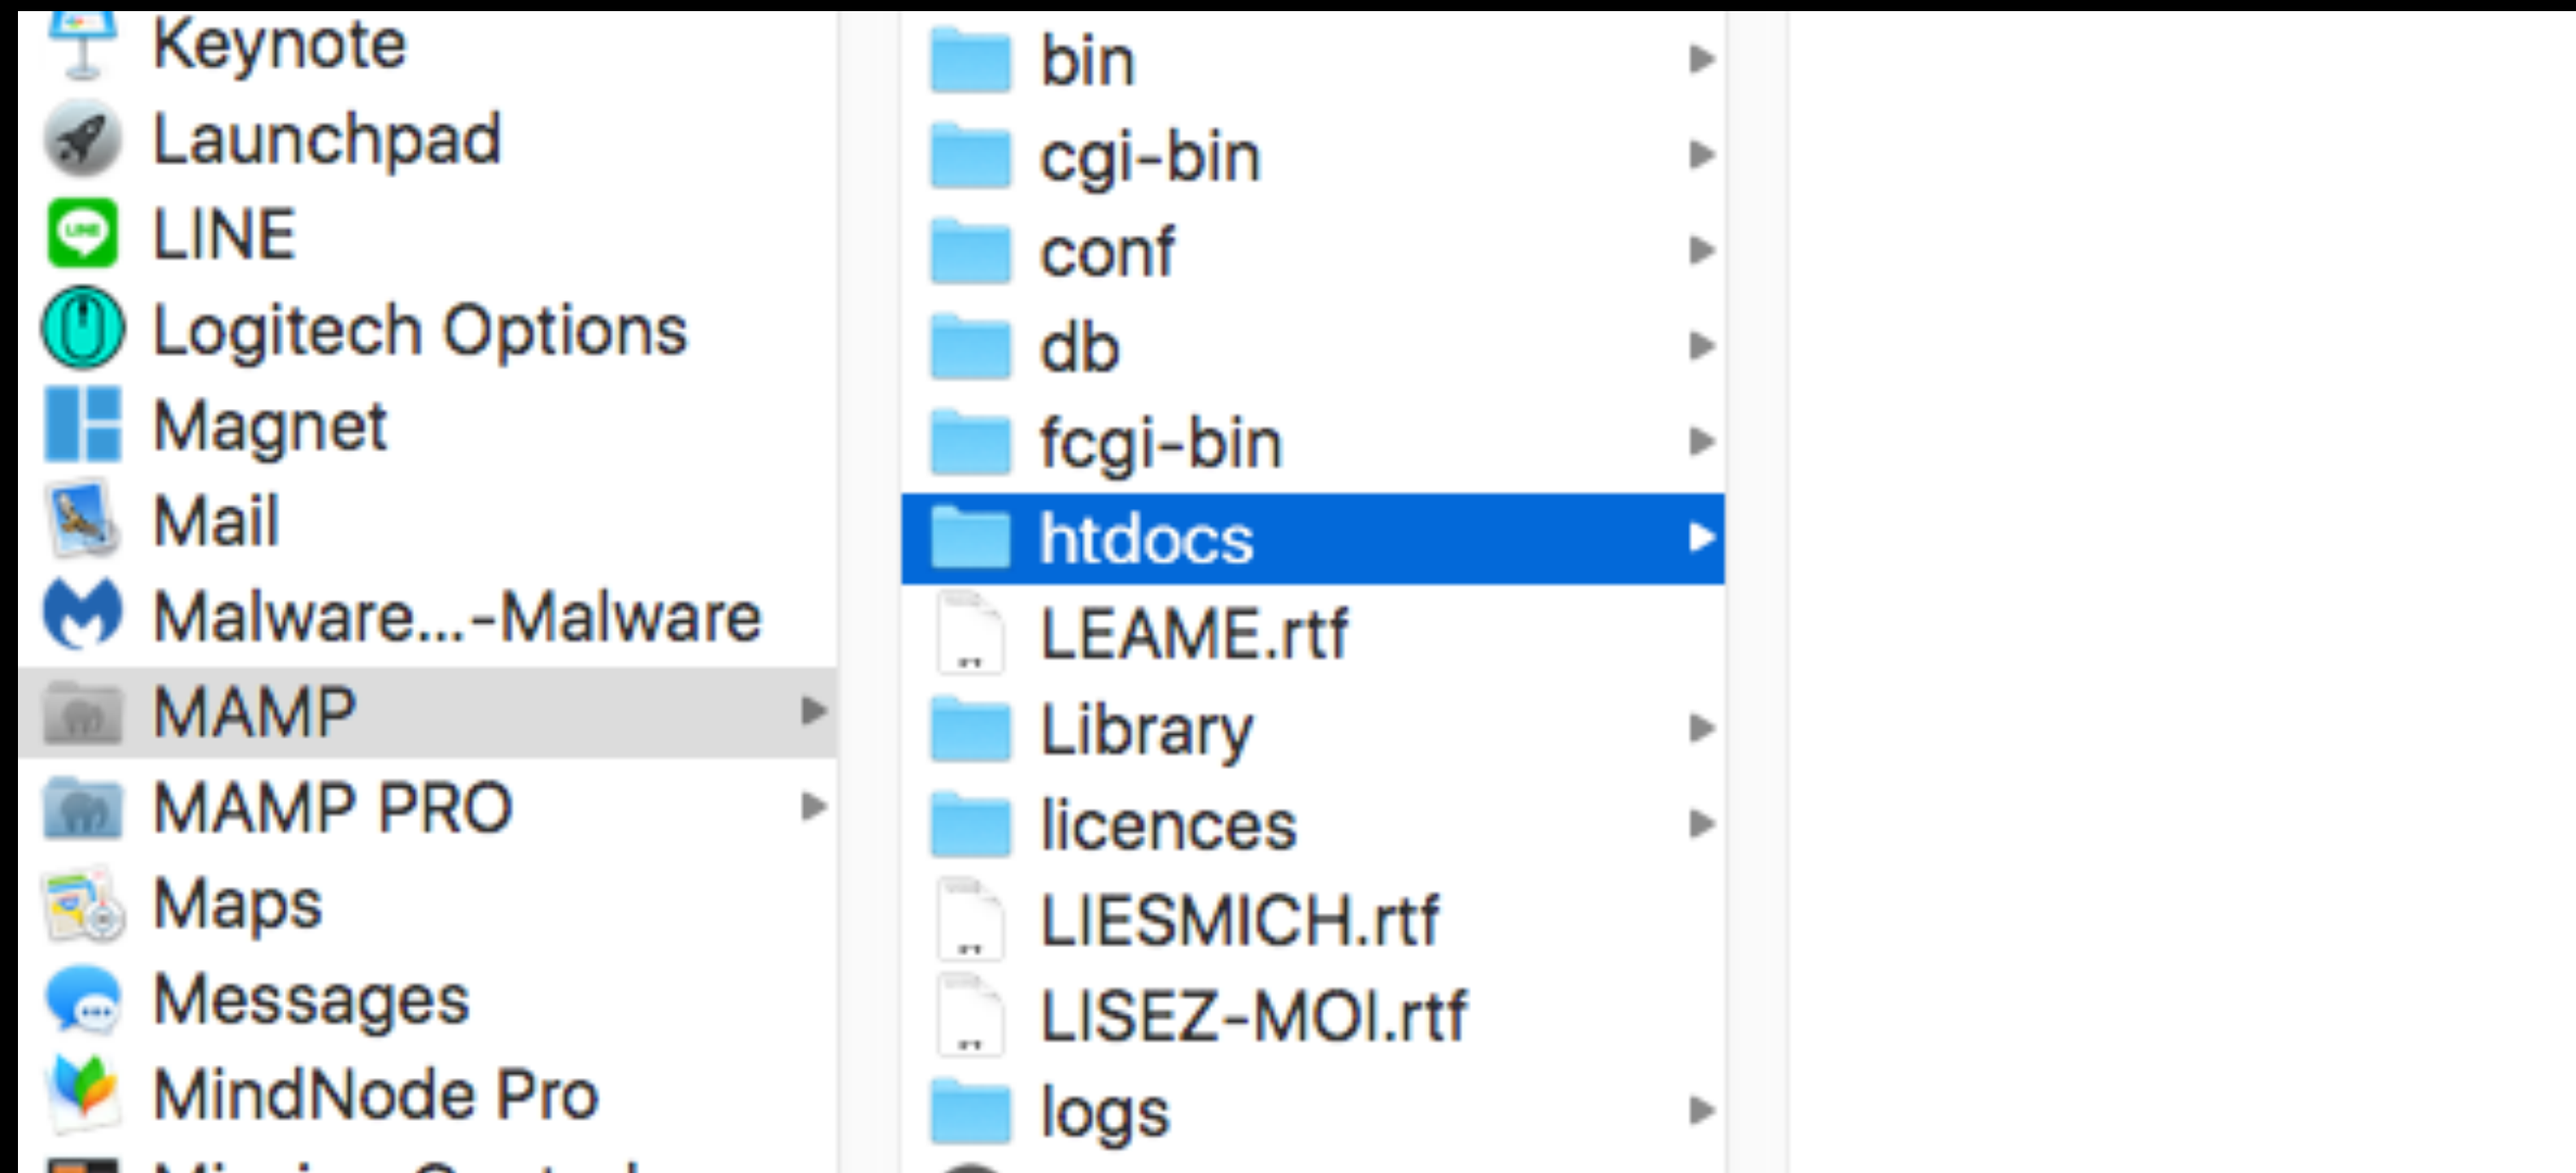 Keynote
Launchpad
LINE
Logitech Options
Magnet
Mail
Malware...-Malware
MAMP
MAMP PRO
Maps
Messages
MindNode Pro
bin
cgi-bin
conf
db
fcgi-bin
htdocs
LEAME.rtf
Library
licences
LIESMICH.rtf
LISEZ-MOI.rtf
logs